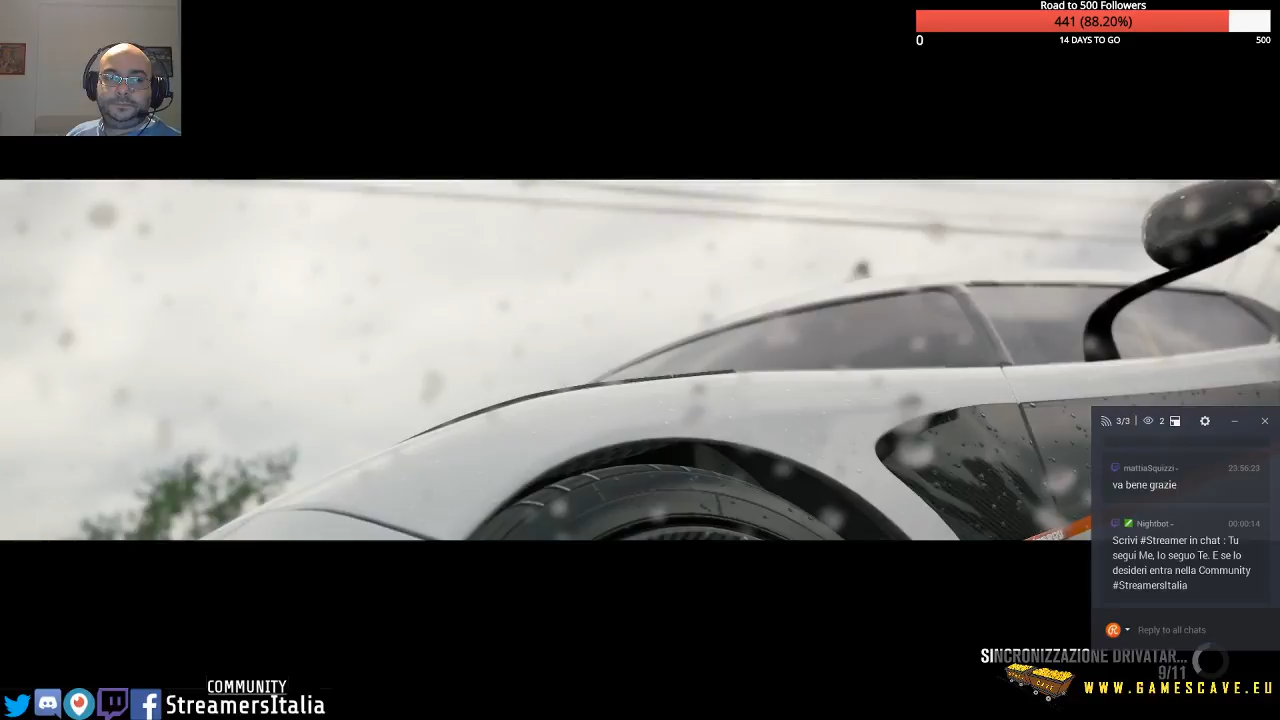 Road to 500 Followers
441 (88.20%)
0 14 DAYS TO GO 500
3/3 2
mattiaSquizzi 23:56:23
va bene grazie
Nightbot 00:00:14
Scrivi #Streamer in chat : Tu
segui Me, Io seguo Te. E se lo
desideri entra nella Community
#StreamersItalia
Reply to all chats
SINCRONIZZAZIONE DRIVATAR...
9/11
WWW.GAMESCAVE.EU
COMMUNITY
StreamersItalia